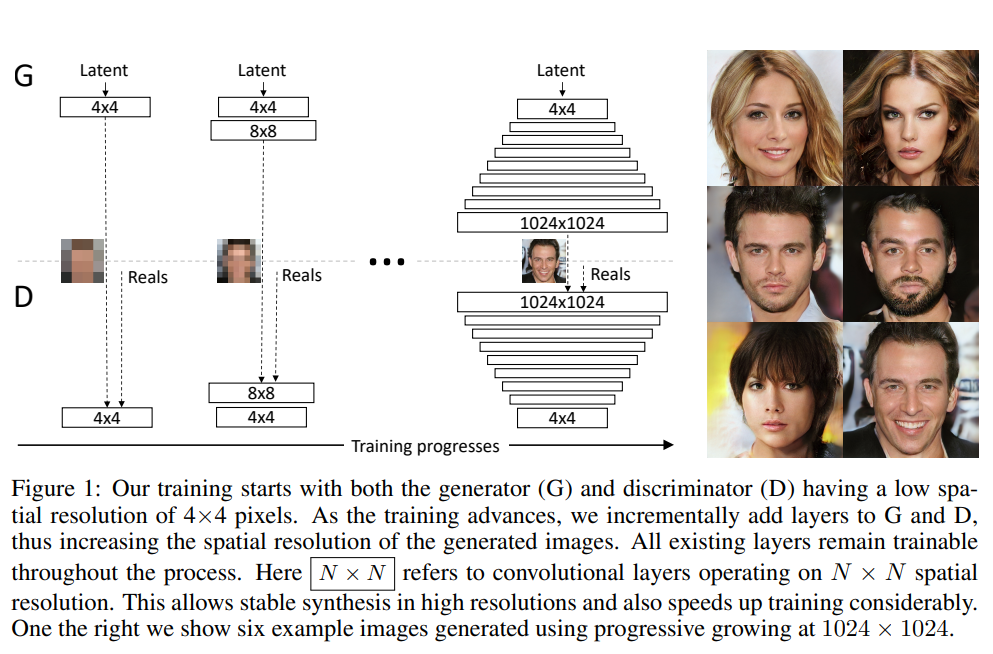 G
Latent
Latent
Latent
4x4
4x4
4x4
8x8
1024x1024
Reals
Reals
Reals
D
1024x1024
8x8
4x4
4x4
4x4
Training progresses
Figure 1: Our training starts with both the generator (G) and discriminator (D) having a low spa-
tial resolution of 4×4 pixels. As the training advances, we incrementally add layers to G and D,
thus increasing the spatial resolution of the generated images. All existing layers remain trainable
throughout the process. Here N × N refers to convolutional layers operating on N × N spatial
resolution. This allows stable synthesis in high resolutions and also speeds up training considerably.
One the right we show six example images generated using progressive growing at 1024 × 1024.